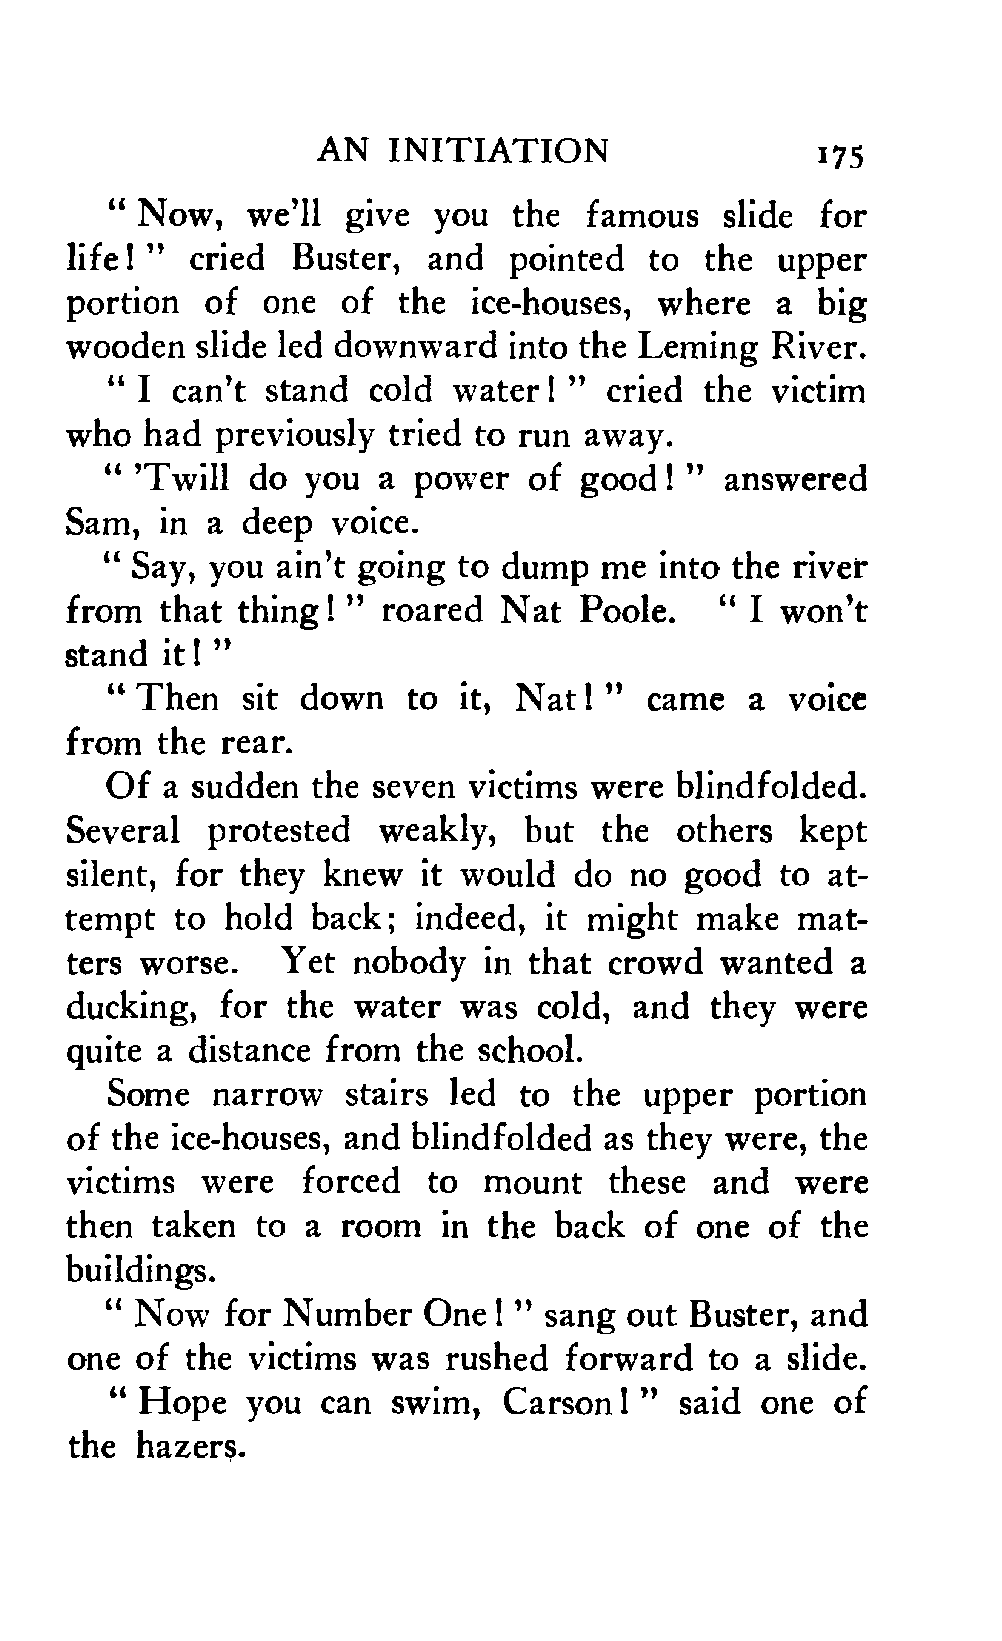 AN INITIATION 175
" Now, we'll give you the famous slide for
life! " cried Buster, and pointed to the upper
portion of one of the ice-houses, where a big
wooden slide led downward into the Leming River.
" I can't stand cold water! " cried the victim
who had previously tried to run away.
" 'Twill do you a power of good! " answered
Sam, in a deep voice.
" Say, you ain't going to dump me into the river
from that thing! " roared Nat Poole. " I won't
stand it! "
" Then sit down to it, Nat! " came a voice
from the rear.
Of a sudden the seven victims were blindfolded.
Several protested weakly, but the others kept
silent, for they knew it would do no good to at-
tempt to hold back; indeed, it might make mat-
ters worse. Yet nobody in that crowd wanted a
ducking, for the water was cold, and they were
quite a distance from the school.
Some narrow stairs led to the upper portion
of the ice-houses, and blindfolded as they were, the
victims were forced to mount these and were
then taken to a room in the back of one of the
buildings.
" Now for Number One! " sang out Buster, and
one of the victims was rushed forward to a slide.
" Hope you can swim, Carson! " said one of
the hazers.